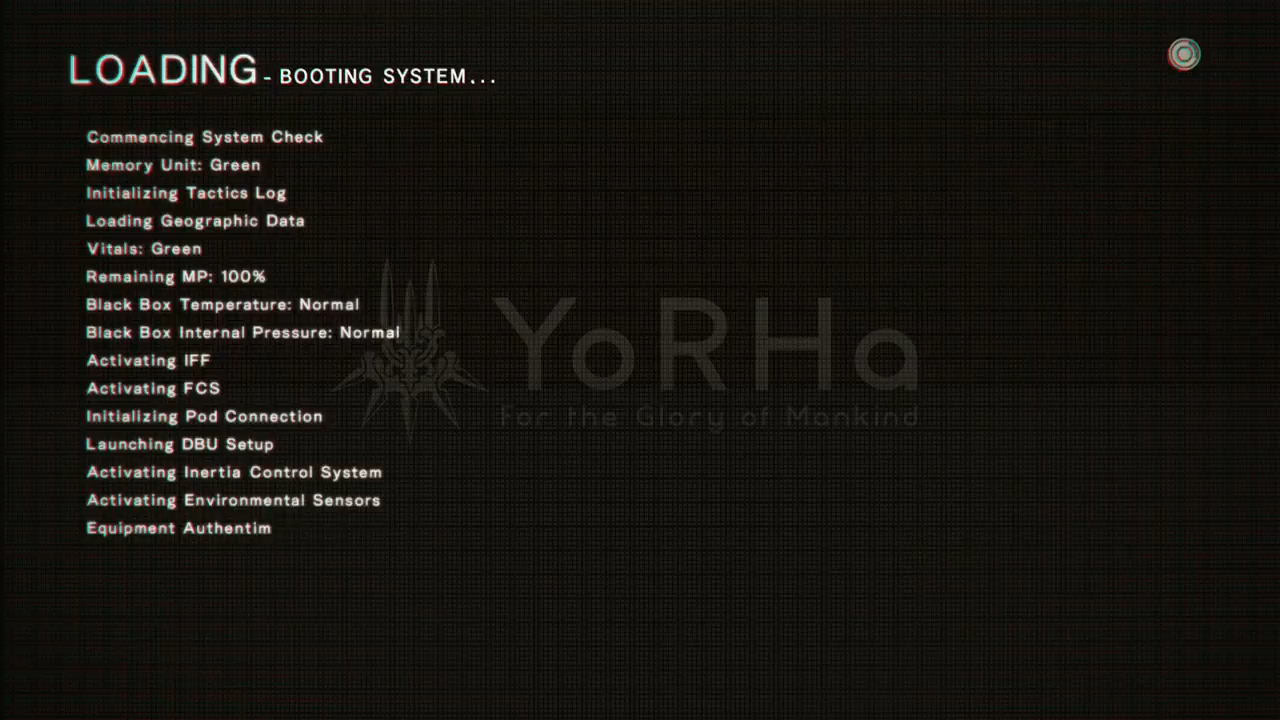 LOADING - BOOTING SYSTEM...
Commencing System Check
Memory Unit: Green
Initializing Tactics Log
Loading Geographic Data
Vitals: Green
Remaining MP: 100%
Black Box Temperature: Normal
Black Box Internal Pressure: Normal
Activating IFF
Activating FCS
Initializing Pod Connection
Launching DBU Setup
Activating Inertia Control System
Activating Environmental Sensors
Equipment Authentim
YoRHa
For the Glory of Mankind